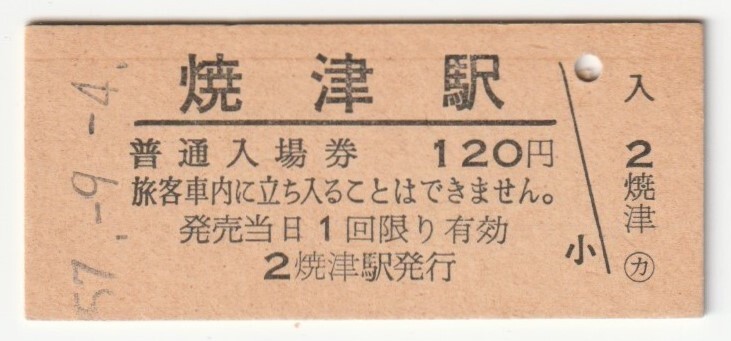 焼津駅
普通入場券 120円
旅客車内に立ち入ることはできません。
発売当日1回限り有効
2焼津駅発行
小
入
2
焼津
㋕
57.-9.-4.